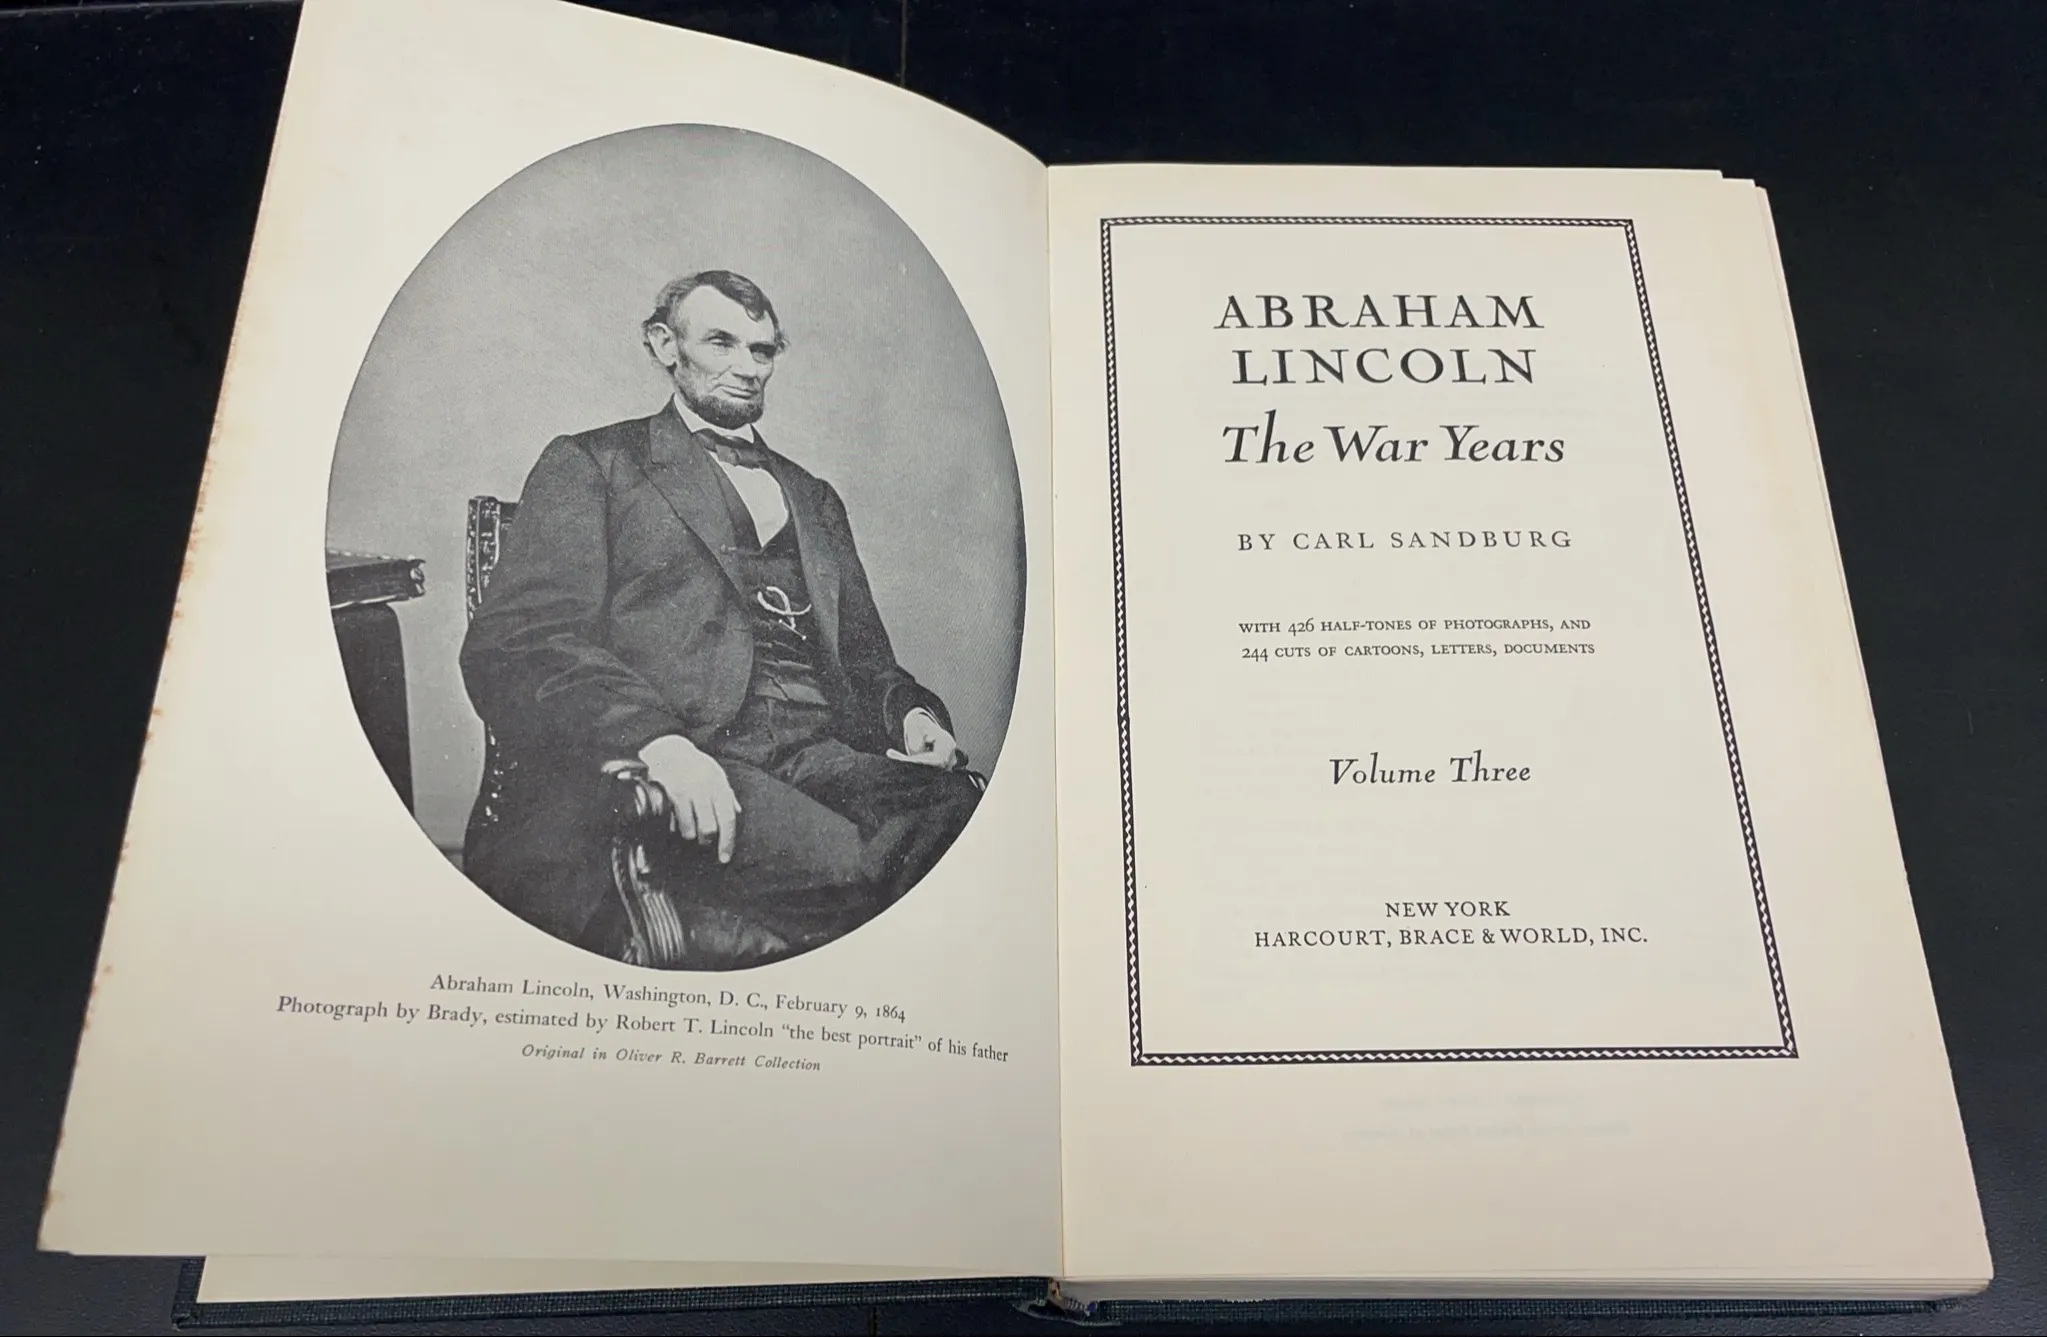 Abraham Lincoln, Washington, D. C., February 9, 1864
Photograph by Brady, estimated by Robert T. Lincoln “the best portrait” of his father
Original in Oliver R. Barrett Collection
ABRAHAM
LINCOLN
The War Years
BY CARL SANDBURG
WITH 426 HALF-TONES OF PHOTOGRAPHS, AND
244 CUTS OF CARTOONS, LETTERS, DOCUMENTS
Volume Three
NEW YORK
HARCOURT, BRACE & WORLD, INC.